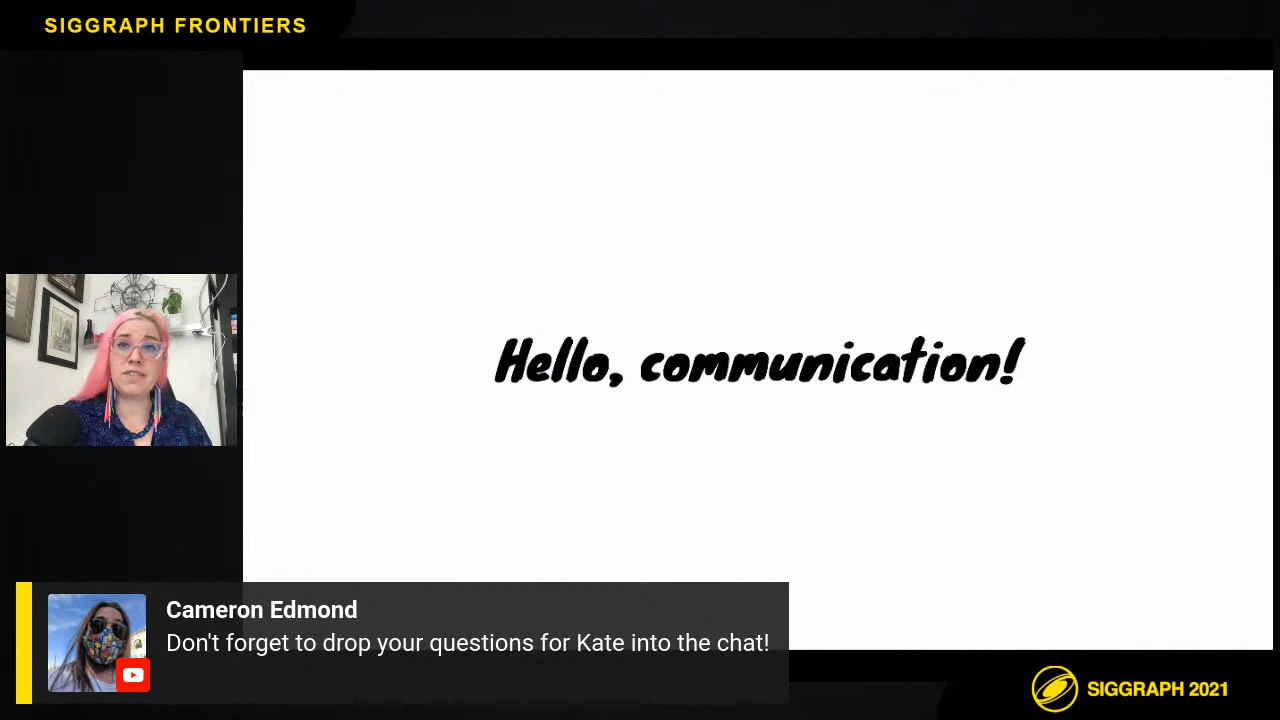 SIGGRAPH FRONTIERS
Hello, communication!
Cameron Edmond
Don't forget to drop your questions for Kate into the chat!
SIGGRAPH 2021